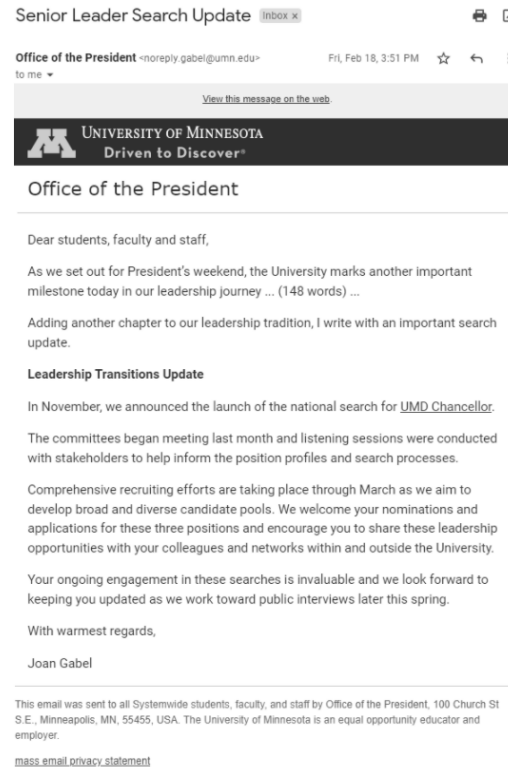 Senior Leader Search Update Inbox x
Office of the President <noreply.gabel@umn.edu> Fri, Feb 18, 3:51 PM
to me
View this message on the web.
M UNIVERSITY OF MINNESOTA
Driven to Discover®
Office of the President
Dear students, faculty and staff,
As we set out for President's weekend, the University marks another important
milestone today in our leadership journey ... (148 words) ...
Adding another chapter to our leadership tradition, I write with an important search
update.
Leadership Transitions Update
In November, we announced the launch of the national search for UMD Chancellor.
The committees began meeting last month and listening sessions were conducted
with stakeholders to help inform the position profiles and search processes.
Comprehensive recruiting efforts are taking place through March as we aim to
develop broad and diverse candidate pools. We welcome your nominations and
applications for these three positions and encourage you to share these leadership
opportunities with your colleagues and networks within and outside the University.
Your ongoing engagement in these searches is invaluable and we look forward to
keeping you updated as we work toward public interviews later this spring.
With warmest regards,
Joan Gabel
This email was sent to all Systemwide students, faculty, and staff by Office of the President, 100 Church St
S.E., Minneapolis, MN, 55455, USA. The University of Minnesota is an equal opportunity educator and
employer.
mass email privacy statement